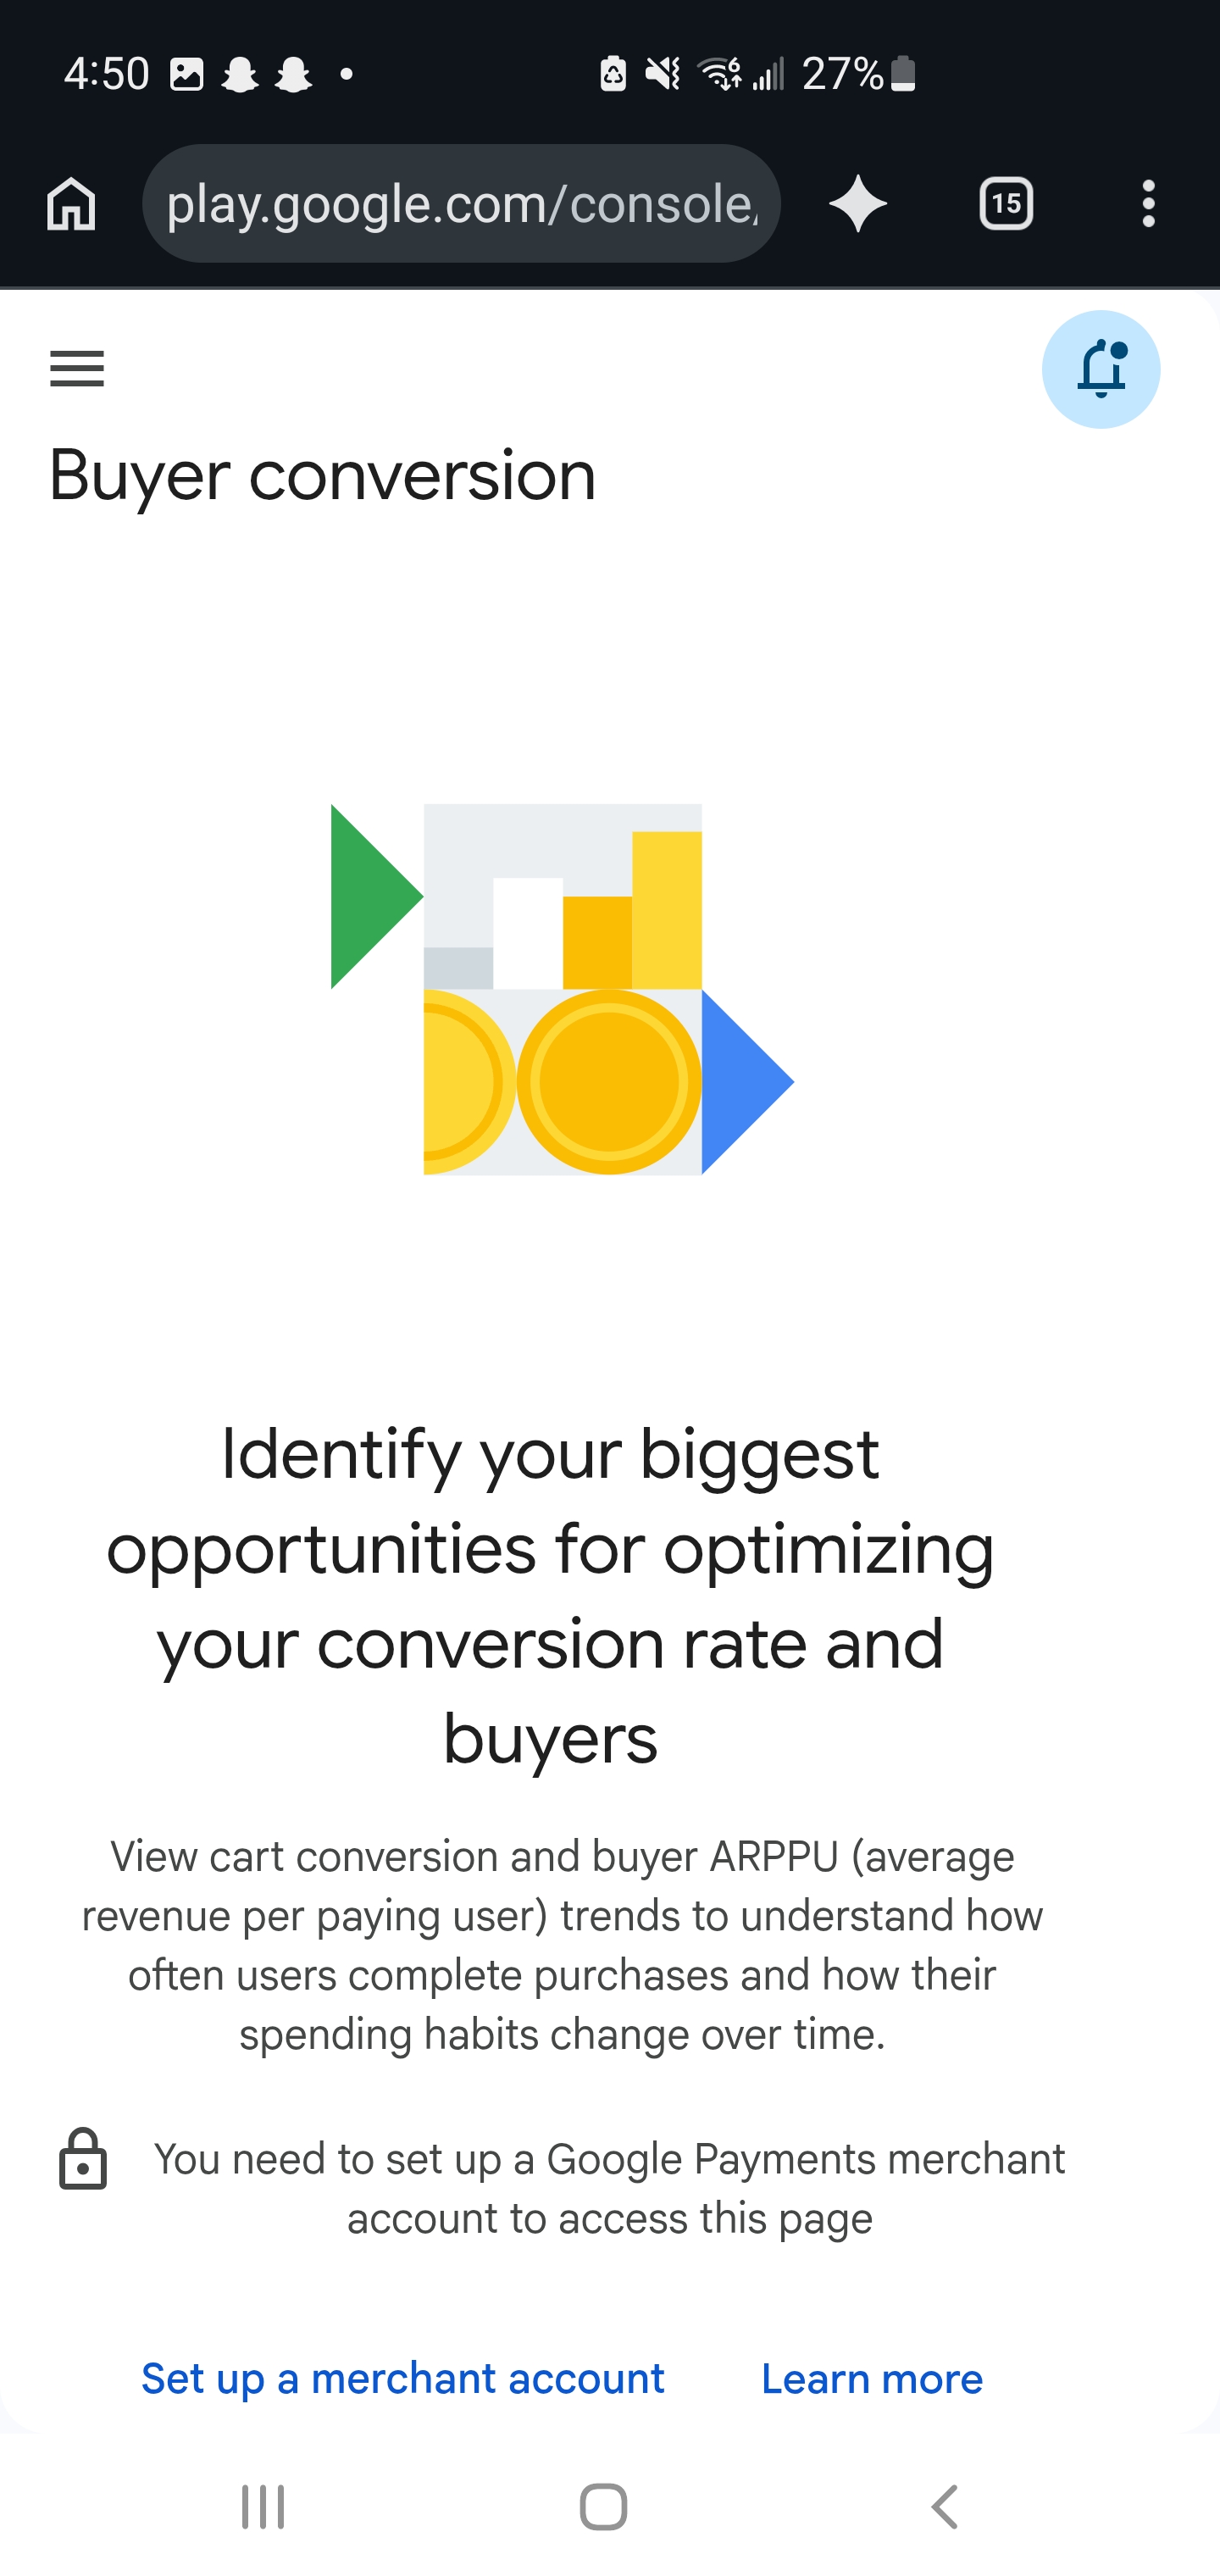 4:50
27%
play.google.com/console/
15
Buyer conversion
Identify your biggest
opportunities for optimizing
your conversion rate and
buyers
View cart conversion and buyer ARPPU (average
revenue per paying user) trends to understand how
often users complete purchases and how their
spending habits change over time.
You need to set up a Google Payments merchant
account to access this page
Set up a merchant account
Learn more